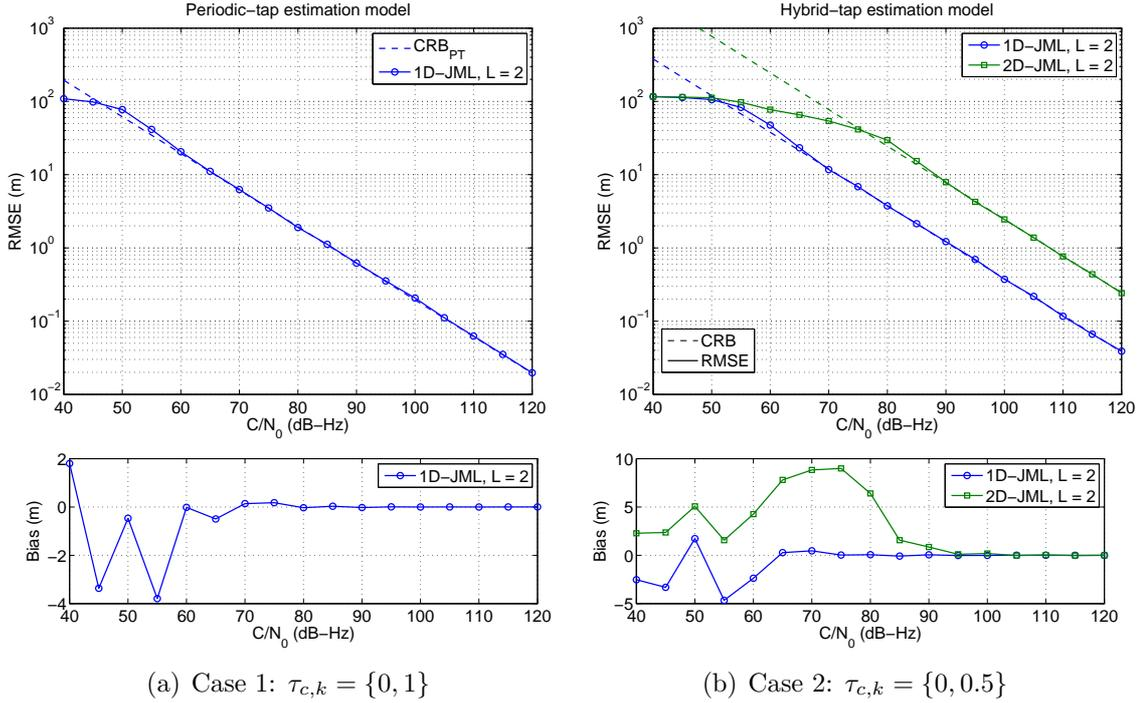 Periodic−tap estimation model
10^3
10^2
10^1
10^0
10^−1
10^−2
RMSE (m)
CRB_PT
1D−JML, L = 2
40 50 60 70 80 90 100 110 120
C/N_0 (dB−Hz)
2
0
−2
−4
Bias (m)
1D−JML, L = 2
40 50 60 70 80 90 100 110 120
C/N_0 (dB−Hz)
(a) Case 1: τ_{c,k} = {0, 1}
Hybrid−tap estimation model
10^3
10^2
10^1
10^0
10^−1
10^−2
RMSE (m)
1D−JML, L = 2
2D−JML, L = 2
CRB
RMSE
40 50 60 70 80 90 100 110 120
C/N_0 (dB−Hz)
10
5
0
−5
Bias (m)
1D−JML, L = 2
2D−JML, L = 2
40 50 60 70 80 90 100 110 120
C/N_0 (dB−Hz)
(b) Case 2: τ_{c,k} = {0, 0.5}